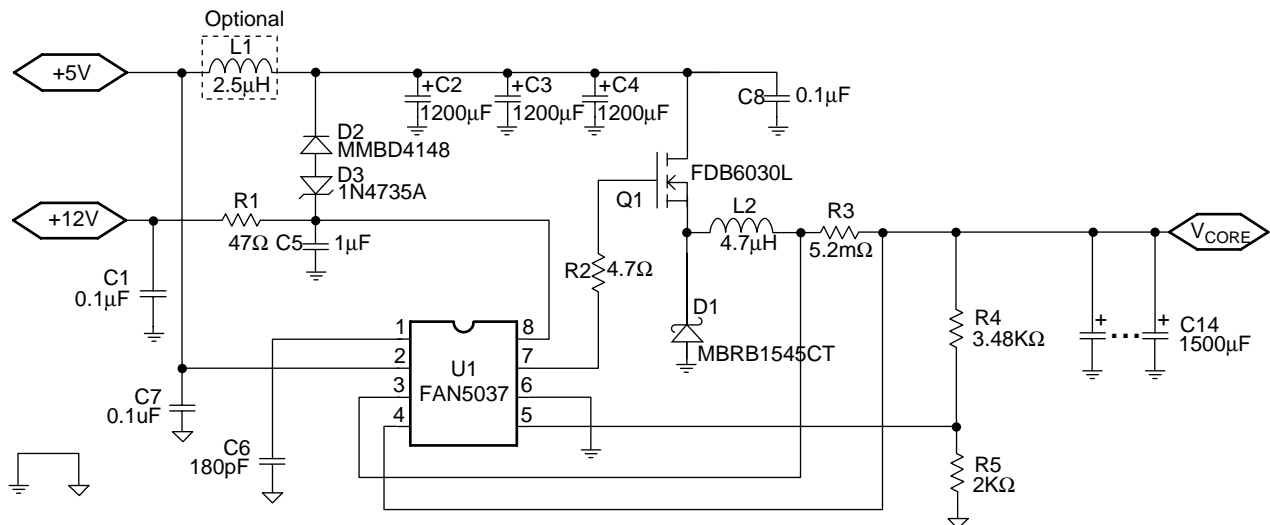 Optional
L1
+5V
2.5μH
+C2
1200μF
+C3
1200μF
+C4
1200μF
C8
0.1μF
D2
MMBD4148
D3
1N4735A
FDB6030L
Q1
+12V
R1
47Ω
C5
1μF
L2
4.7μH
R3
5.2mΩ
VCORE
R2
4.7Ω
C1
0.1μF
D1
MBRB1545CT
R4
3.48KΩ
+
+
C14
1500μF
1
2
3
4
U1
FAN5037
8
7
6
5
C7
0.1uF
C6
180pF
R5
2KΩ